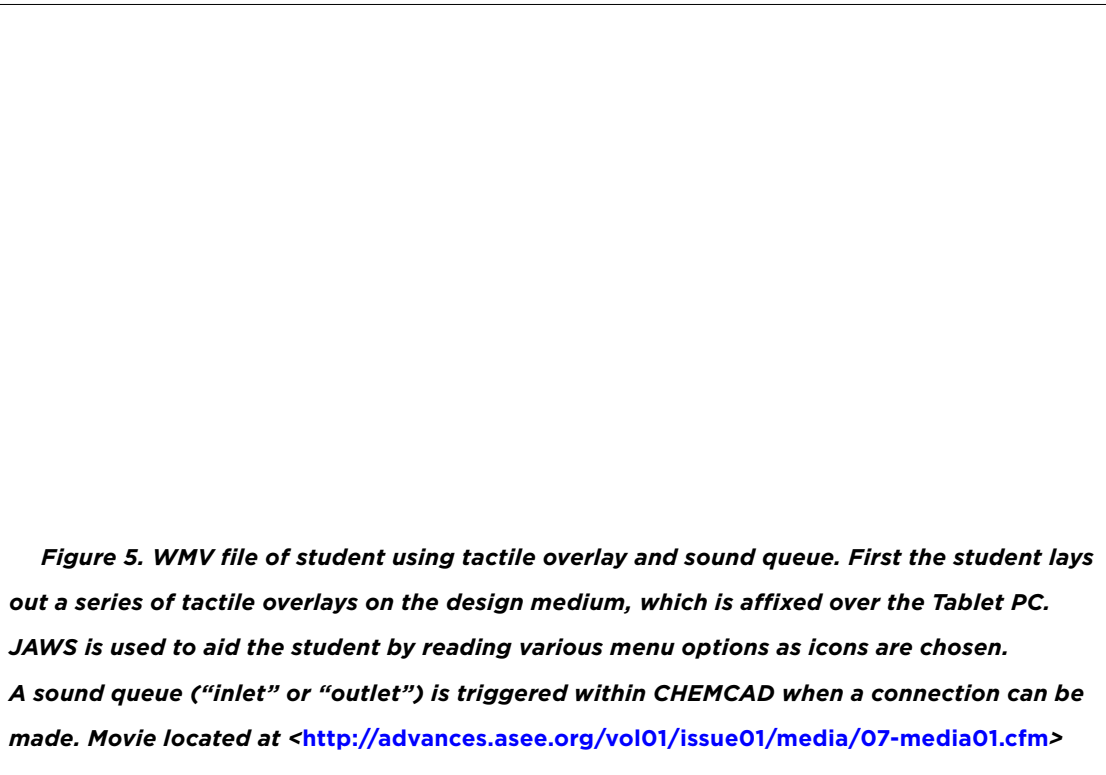 Figure 5. WMV file of student using tactile overlay and sound queue. First the student lays
out a series of tactile overlays on the design medium, which is affixed over the Tablet PC.
JAWS is used to aid the student by reading various menu options as icons are chosen.
A sound queue (“inlet” or “outlet”) is triggered within CHEMCAD when a connection can be
made. Movie located at <http://advances.asee.org/vol01/issue01/media/07-media01.cfm>